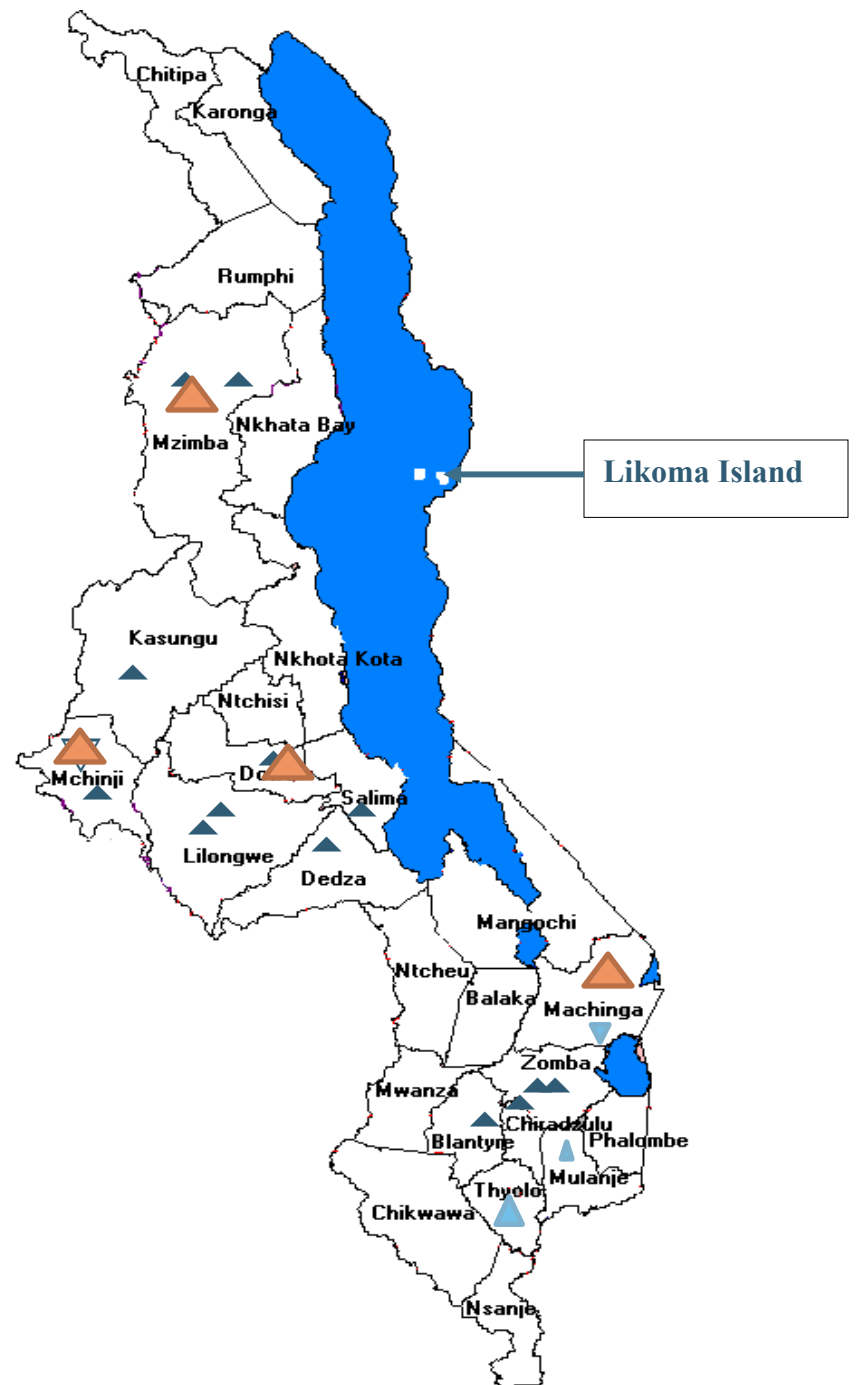 Chitipa
Karonga
Rumphi
Nkhata Bay
Mzimba
Likoma Island
Kasungu
Nkhota Kota
Ntchisi
Mchinji
Salima
Lilongwe
Dedza
Mangochi
Ntcheu
Balaka
Machinga
Zomba
Mwanza
Chiradzulu
Blantyre
Phalombe
Mulanje
Thyolo
Chikwawa
Nsanje